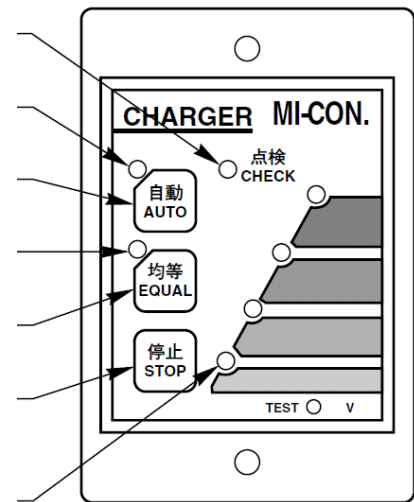 CHARGER MI-CON.
点検
CHECK
自動
AUTO
均等
EQUAL
停止
STOP
TEST V